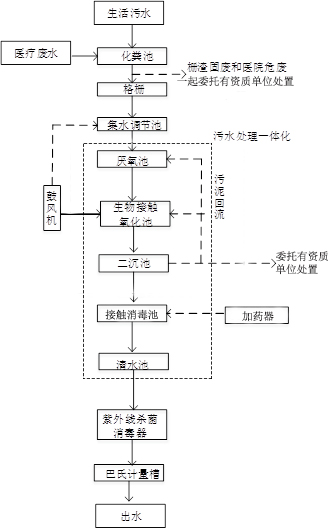 生活污水
医疗废水
化粪池
栅渣固废和医院危废
一起委托有资质单位处置
格栅
集水调节池
污水处理一体化
厌氧池
鼓风机
污泥回流
生物接触
氧化池
二沉池
委托有资质
单位处置
接触消毒池
加药器
清水池
紫外线杀菌
消毒器
巴氏计量槽
出水